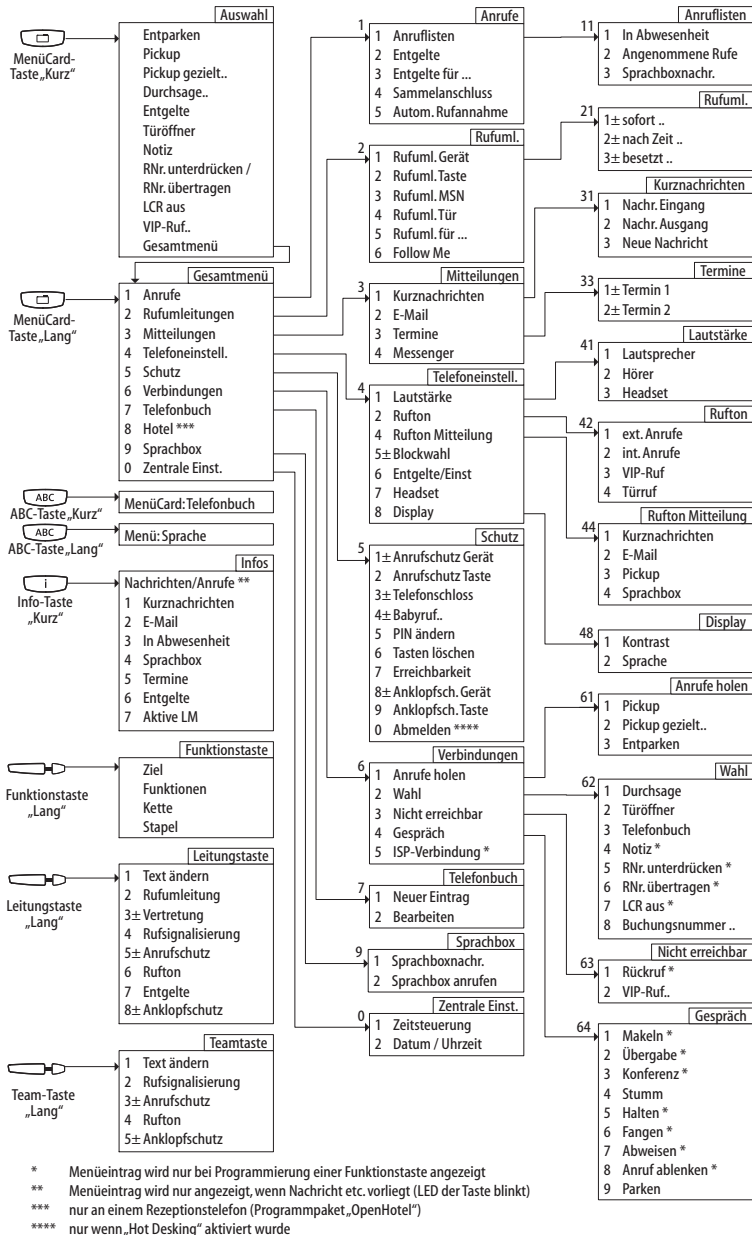 Auswahl
MenüCard-
Taste„Kurz“
Entparken
Pickup
Pickup gezielt..
Durchsage..
Entgelte
Türöffner
Notiz
RNr. unterdrücken /
RNr. übertragen
LCR aus
VIP-Ruf..
Gesamtmenü
Gesamtmenü
MenüCard-
Taste„Lang“
1 Anrufe
2 Rufumleitungen
3 Mitteilungen
4 Telefoneinstell.
5 Schutz
6 Verbindungen
7 Telefonbuch
8 Hotel ***
9 Sprachbox
0 Zentrale Einst.
ABC
ABC-Taste„Kurz“
MenüCard: Telefonbuch
ABC
ABC-Taste„Lang“
Menü: Sprache
Infos
i
Info-Taste
„Kurz“
Nachrichten/Anrufe **
1 Kurznachrichten
2 E-Mail
3 In Abwesenheit
4 Sprachbox
5 Termine
6 Entgelte
7 Aktive LM
Funktionstaste
Funktionstaste
„Lang“
Ziel
Funktionen
Kette
Stapel
Leitungstaste
Leitungstaste
„Lang“
1 Text ändern
2 Rufumleitung
3± Vertretung
4 Rufsignalisierung
5± Anrufschutz
6 Rufton
7 Entgelte
8± Anklopfschutz
Teamtaste
Team-Taste
„Lang“
1 Text ändern
2 Rufsignalisierung
3± Anrufschutz
4 Rufton
5± Anklopfschutz
1
Anrufe
1 Anruflisten
2 Entgelte
3 Entgelte für ...
4 Sammelanschluss
5 Autom. Rufannahme
2
Rufuml.
1 Rufuml. Gerät
2 Rufuml. Taste
3 Rufuml. MSN
4 Rufuml. Tür
5 Rufuml. für ...
6 Follow Me
3
Mitteilungen
1 Kurznachrichten
2 E-Mail
3 Termine
4 Messenger
4
Telefoneinstell.
1 Lautstärke
2 Rufton
4 Rufton Mitteilung
5± Blockwahl
6 Entgelte/Einst
7 Headset
8 Display
5
Schutz
1± Anrufschutz Gerät
2 Anrufschutz Taste
3± Telefonschloss
4± Babyruf..
5 PIN ändern
6 Tasten löschen
7 Erreichbarkeit
8± Anklopfsch. Gerät
9 Anklopfsch. Taste
0 Abmelden ****
6
Verbindungen
1 Anrufe holen
2 Wahl
3 Nicht erreichbar
4 Gespräch
5 ISP-Verbindung *
7
Telefonbuch
1 Neuer Eintrag
2 Bearbeiten
9
Sprachbox
1 Sprachboxnachr.
2 Sprachbox anrufen
0
Zentrale Einst.
1 Zeitsteuerung
2 Datum / Uhrzeit
11
Anruflisten
1 In Abwesenheit
2 Angenommene Rufe
3 Sprachboxnachr.
21
Rufuml.
1± sofort ..
2± nach Zeit ..
3± besetzt ..
31
Kurznachrichten
1 Nachr. Eingang
2 Nachr. Ausgang
3 Neue Nachricht
33
Termine
1± Termin 1
2± Termin 2
41
Lautstärke
1 Lautsprecher
2 Hörer
3 Headset
42
Rufton
1 ext. Anrufe
2 int. Anrufe
3 VIP-Ruf
4 Türruf
44
Rufton Mitteilung
1 Kurznachrichten
2 E-Mail
3 Pickup
4 Sprachbox
48
Display
1 Kontrast
2 Sprache
61
Anrufe holen
1 Pickup
2 Pickup gezielt..
3 Entparken
62
Wahl
1 Durchsage
2 Türöffner
3 Telefonbuch
4 Notiz *
5 RNr. unterdrücken *
6 RNr. übertragen *
7 LCR aus *
8 Buchungsnummer ..
63
Nicht erreichbar
1 Rückruf *
2 VIP-Ruf..
64
Gespräch
1 Makeln *
2 Übergabe *
3 Konferenz *
4 Stumm
5 Halten *
6 Fangen *
7 Abweisen *
8 Anruf ablenken *
9 Parken
* Menüeintrag wird nur bei Programmierung einer Funktionstaste angezeigt
** Menüeintrag wird nur angezeigt, wenn Nachricht etc. vorliegt (LED der Taste blinkt)
*** nur an einem Rezeptionstelefon (Programmpaket „OpenHotel“)
**** nur wenn „Hot Desking“ aktiviert wurde